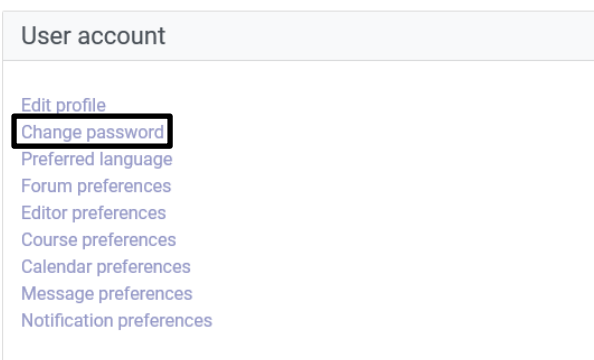 User account
Edit profile
Change password
Preferred language
Forum preferences
Editor preferences
Course preferences
Calendar preferences
Message preferences
Notification preferences